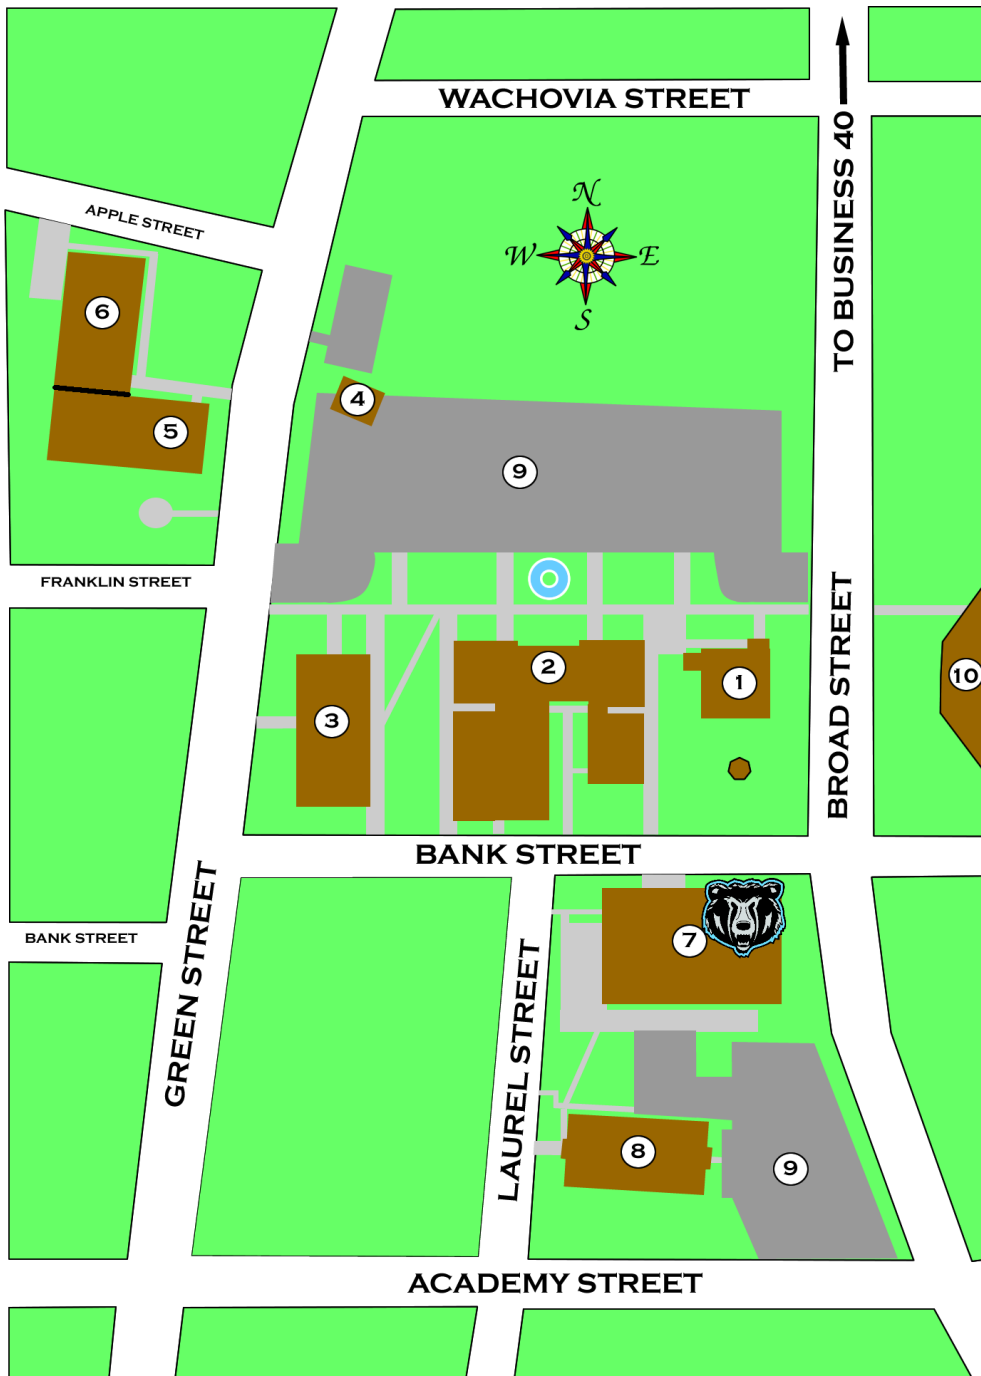 WACHOVIA STREET
TO BUSINESS 40
APPLE STREET
N
W
E
S
6
4
5
9
FRANKLIN STREET
BROAD STREET
2
10
1
3
BANK STREET
GREEN STREET
BANK STREET
7
LAUREL STREET
8
9
ACADEMY STREET